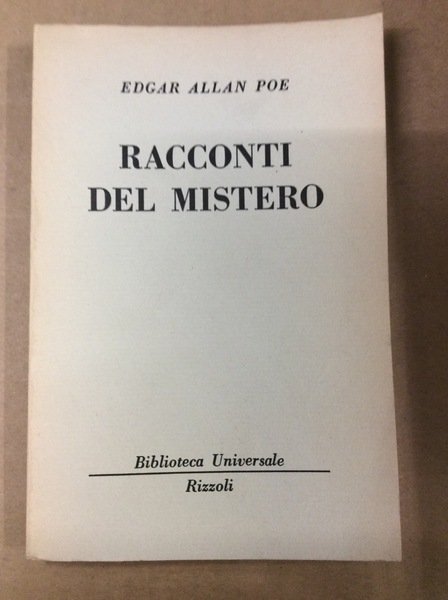 EDGAR ALLAN POE
RACCONTI
DEL MISTERO
Biblioteca Universale
Rizzoli